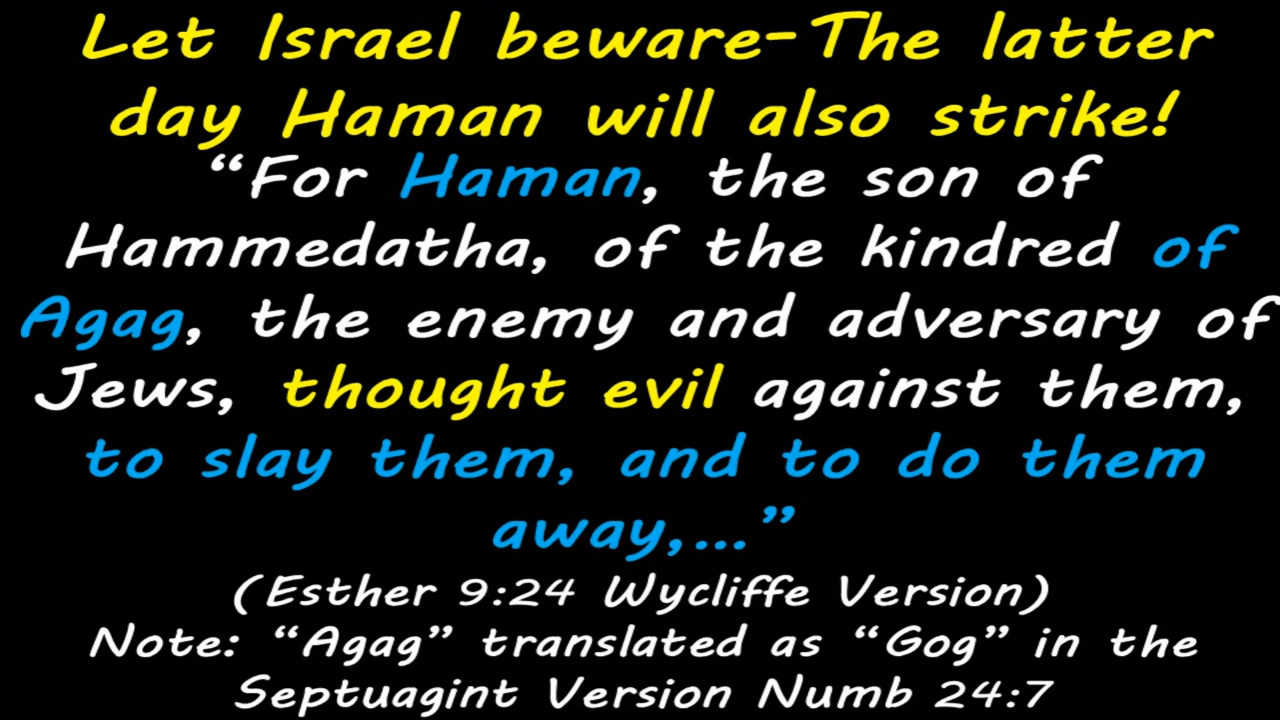 Let Israel beware-The latter
day Haman will also strike!
“For Haman, the son of
Hammedatha, of the kindred of
Agag, the enemy and adversary of
Jews, thought evil against them,
to slay them, and to do them
away,...”
(Esther 9:24 Wycliffe Version)
Note: “Agag” translated as “Gog” in the
Septuagint Version Numb 24:7